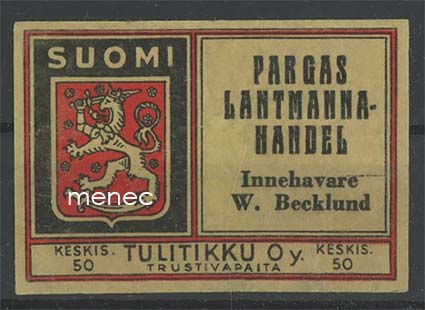 SUOMI
menec
PARGAS
LANTMANNA-
HANDEL
Innehavare
W. Becklund
KESKIS.
50
TULITIKKU Oy.
TRUSTIVAPAITA
KESKIS.
50